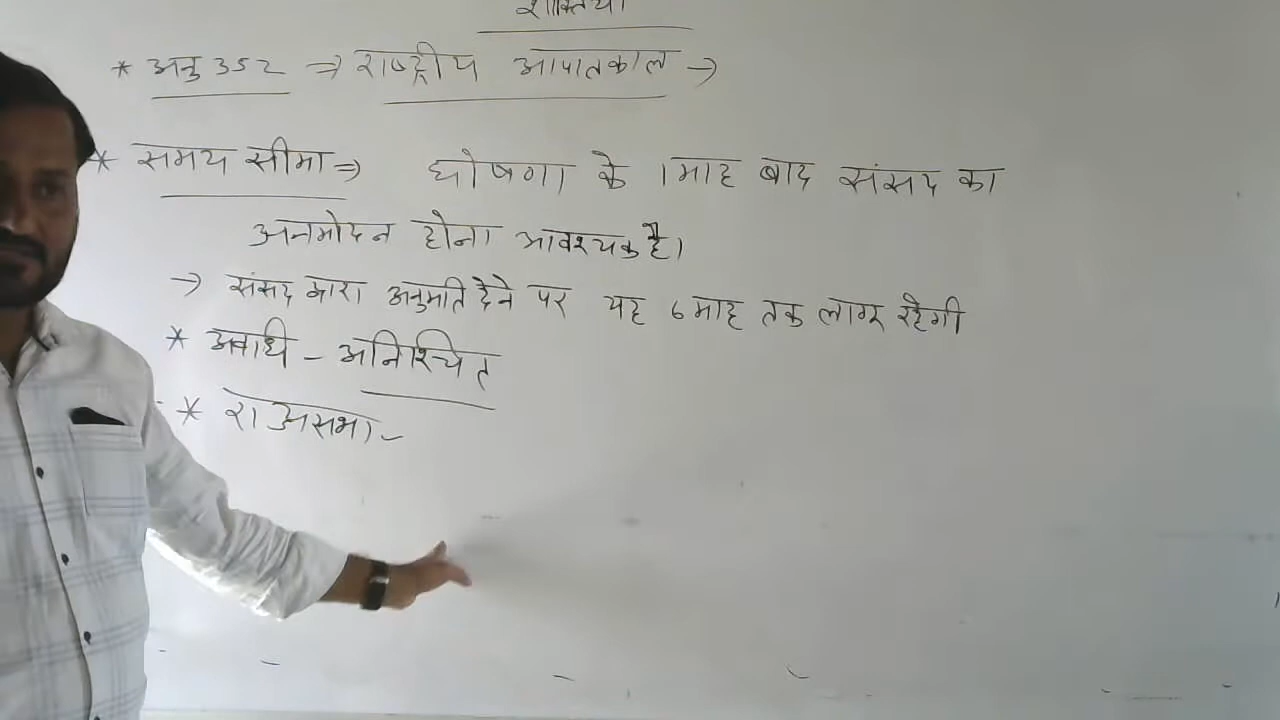 शक्तियां
* अनु 352 ⇒ राष्ट्रीय आपातकाल →
* समय सीमा ⇒ घोषणा के 1 माह बाद संसद का
अनुमोदन होना आवश्यक है।
→ संसद द्वारा अनुमति देने पर यह 6 माह तक लागू रहेगी
* अवधि - अनिश्चित
* राज्यसभा -